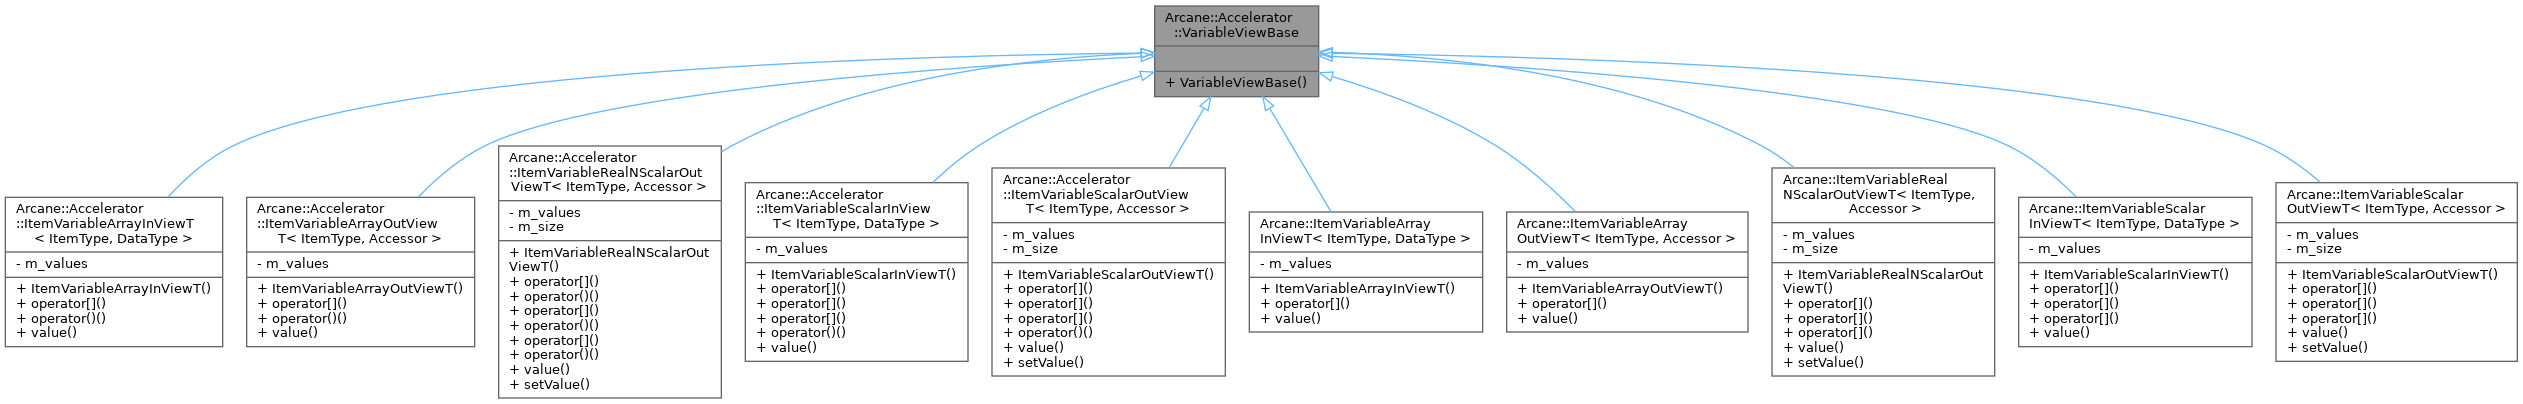 Arcane::Accelerator
::VariableViewBase
+ VariableViewBase()
Arcane::Accelerator
::ItemVariableArrayInViewT
< ItemType, DataType >
- m_values
+ ItemVariableArrayInViewT()
+ operator[]()
+ operator()()
+ value()
Arcane::Accelerator
::ItemVariableArrayOutView
T< ItemType, Accessor >
- m_values
+ ItemVariableArrayOutViewT()
+ operator[]()
+ operator()()
+ value()
Arcane::Accelerator
::ItemVariableRealNScalarOut
ViewT< ItemType, Accessor >
- m_values
- m_size
+ ItemVariableRealNScalarOut
ViewT()
+ operator[]()
+ operator()()
+ operator[]()
+ operator()()
+ operator[]()
+ operator()()
+ value()
+ setValue()
Arcane::Accelerator
::ItemVariableScalarInView
T< ItemType, DataType >
- m_values
+ ItemVariableScalarInViewT()
+ operator[]()
+ operator[]()
+ operator[]()
+ operator()()
+ value()
Arcane::Accelerator
::ItemVariableScalarOutView
T< ItemType, Accessor >
- m_values
- m_size
+ ItemVariableScalarOutViewT()
+ operator[]()
+ operator[]()
+ operator[]()
+ operator()()
+ value()
+ setValue()
Arcane::ItemVariableArray
InViewT< ItemType, DataType >
- m_values
+ ItemVariableArrayInViewT()
+ operator[]()
+ value()
Arcane::ItemVariableArray
OutViewT< ItemType, Accessor >
- m_values
+ ItemVariableArrayOutViewT()
+ operator[]()
+ value()
Arcane::ItemVariableReal
NScalarOutViewT< ItemType,
Accessor >
- m_values
- m_size
+ ItemVariableRealNScalarOut
ViewT()
+ operator[]()
+ operator[]()
+ operator[]()
+ value()
+ setValue()
Arcane::ItemVariableScalar
InViewT< ItemType, DataType >
- m_values
+ ItemVariableScalarInViewT()
+ operator[]()
+ operator[]()
+ operator[]()
+ value()
Arcane::ItemVariableScalar
OutViewT< ItemType, Accessor >
- m_values
- m_size
+ ItemVariableScalarOutViewT()
+ operator[]()
+ operator[]()
+ operator[]()
+ value()
+ setValue()